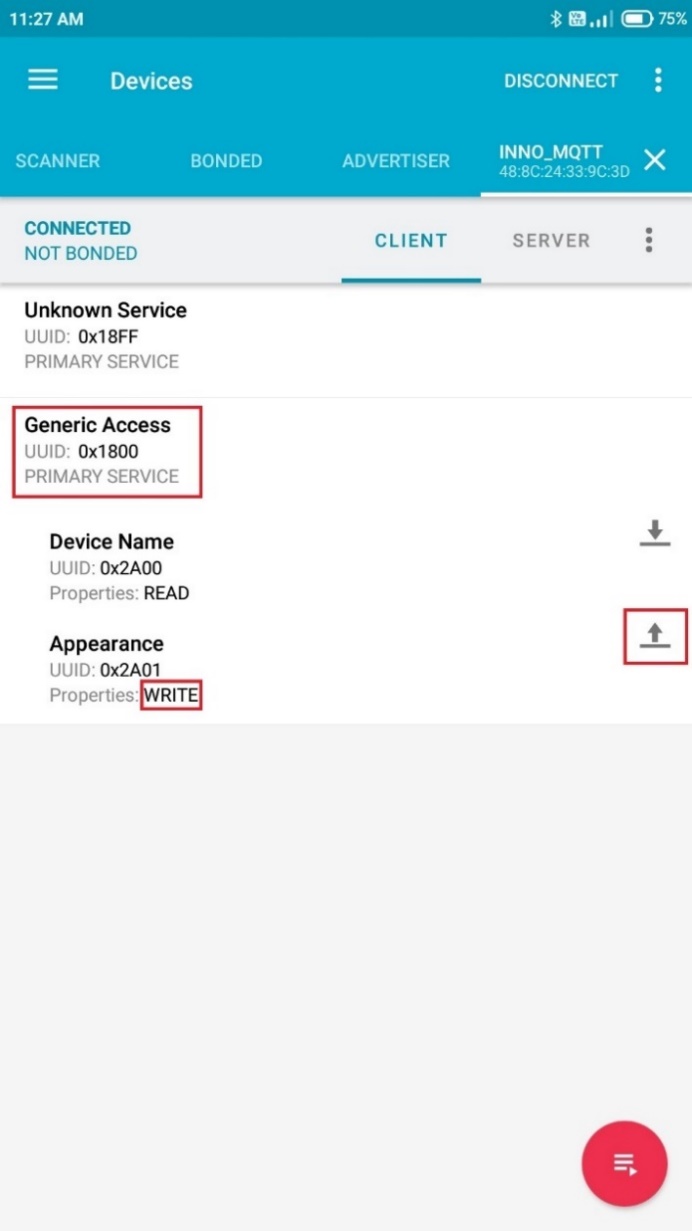 11:27 AM 75%
Devices DISCONNECT
SCANNER BONDED ADVERTISER INNO_MQTT
48:8C:24:33:9C:3D
CONNECTED
NOT BONDED
CLIENT SERVER
Unknown Service
UUID: 0x18FF
PRIMARY SERVICE
Generic Access
UUID: 0x1800
PRIMARY SERVICE
Device Name
UUID: 0x2A00
Properties: READ
Appearance
UUID: 0x2A01
Properties: WRITE